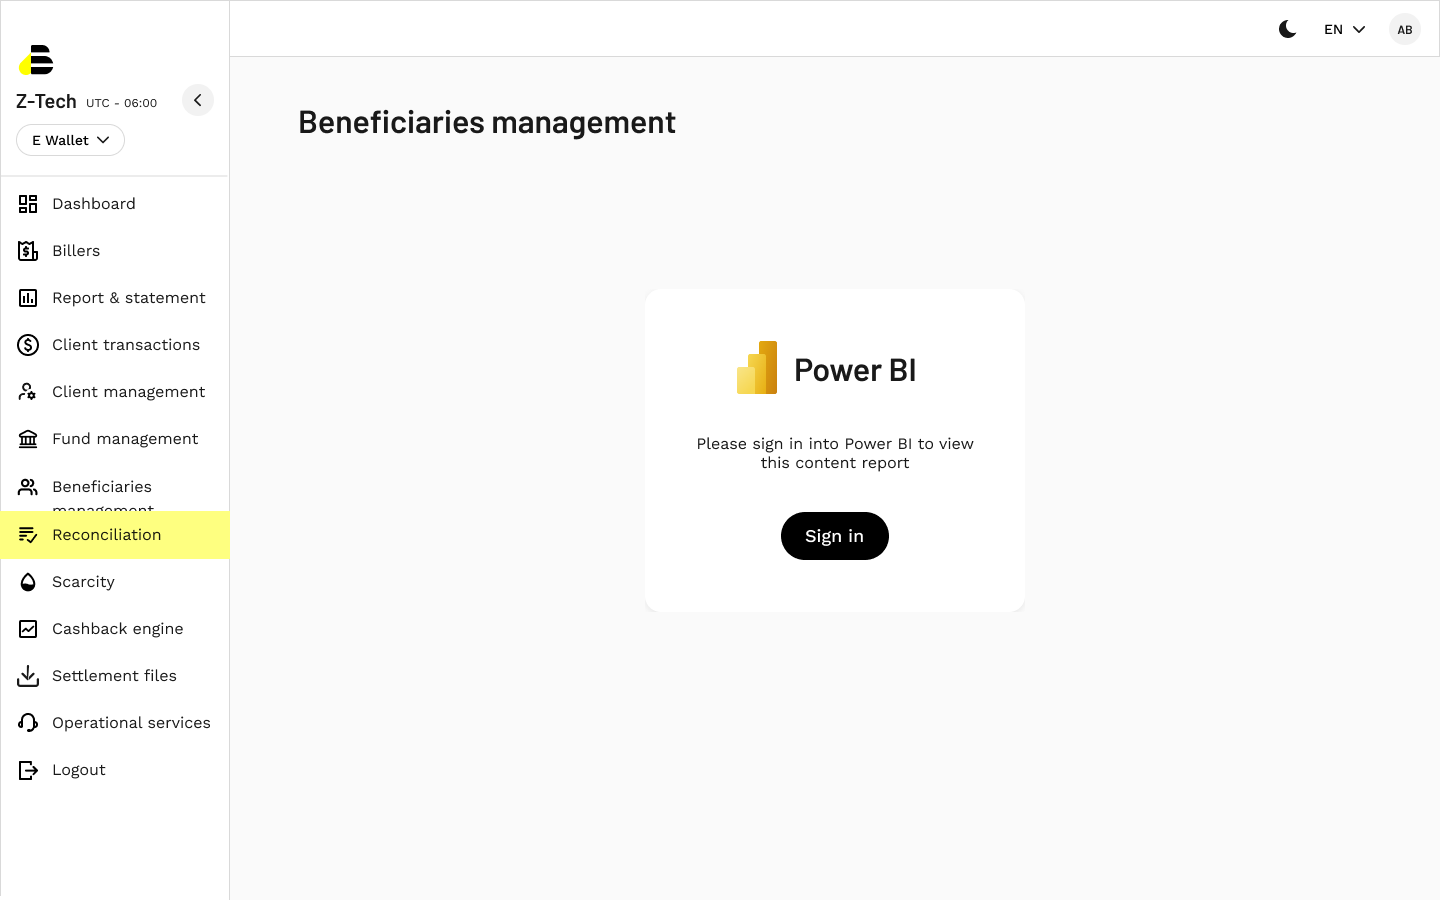 EN
AB
Z-Tech UTC - 06:00
E Wallet
Dashboard
Billers
Report & statement
Client transactions
Client management
Fund management
Beneficiaries
management
Reconciliation
Scarcity
Cashback engine
Settlement files
Operational services
Logout
Beneficiaries management
Power BI
Please sign in into Power BI to view
this content report
Sign in